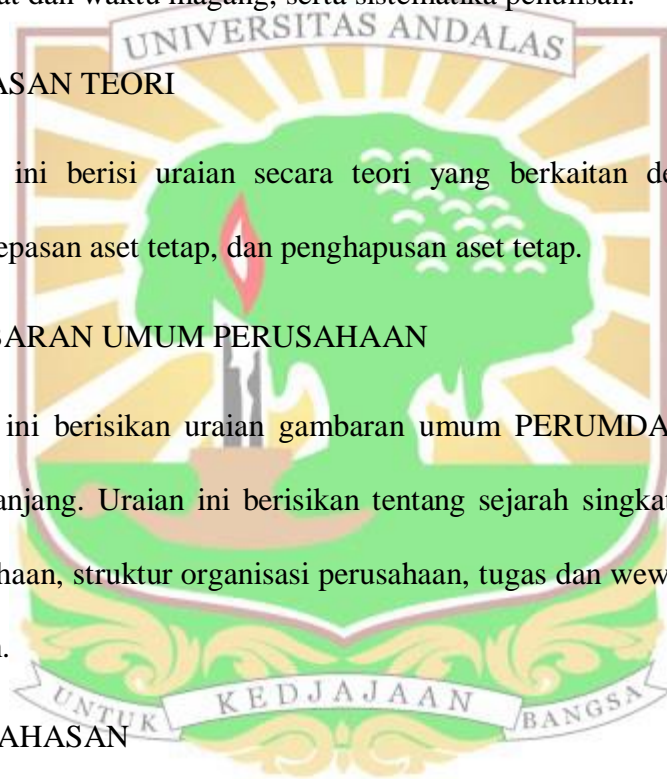 at dan waktu magang, serta sistematika penulisan.
UNIVERSITAS ANDALAS
ASAN TEORI
ini berisi uraian secara teori yang berkaitan de
epasan aset tetap, dan penghapusan aset tetap.
BARAN UMUM PERUSAHAAN
ini berisikan uraian gambaran umum PERUMDA
anjang. Uraian ini berisikan tentang sejarah singkat
haan, struktur organisasi perusahaan, tugas dan wew
UNTUK KEDJAJAAN BANGSA
AHASAN